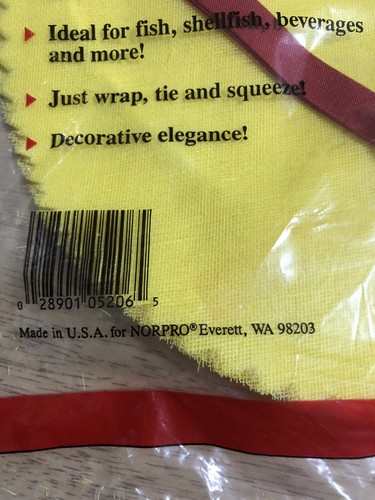 Ideal for fish, shellfish, beverages
and more!
Just wrap, tie and squeeze!
Decorative elegance!
0 28901 05206 5
Made in U.S.A. for NORPRO® Everett, WA 98203